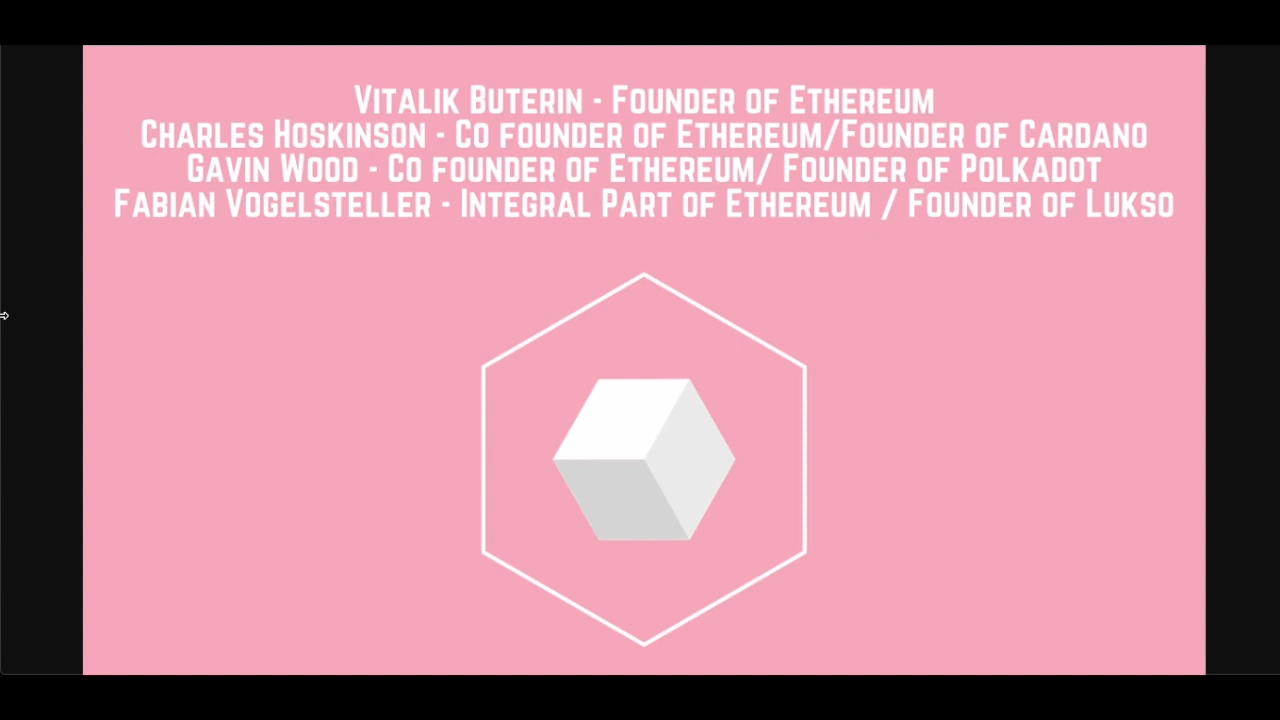 Vitalik Buterin - Founder of Ethereum
Charles Hoskinson - Co founder of Ethereum/Founder of Cardano
Gavin Wood - Co founder of Ethereum/ Founder of Polkadot
Fabian Vogelsteller - Integral Part of Ethereum / Founder of Lukso